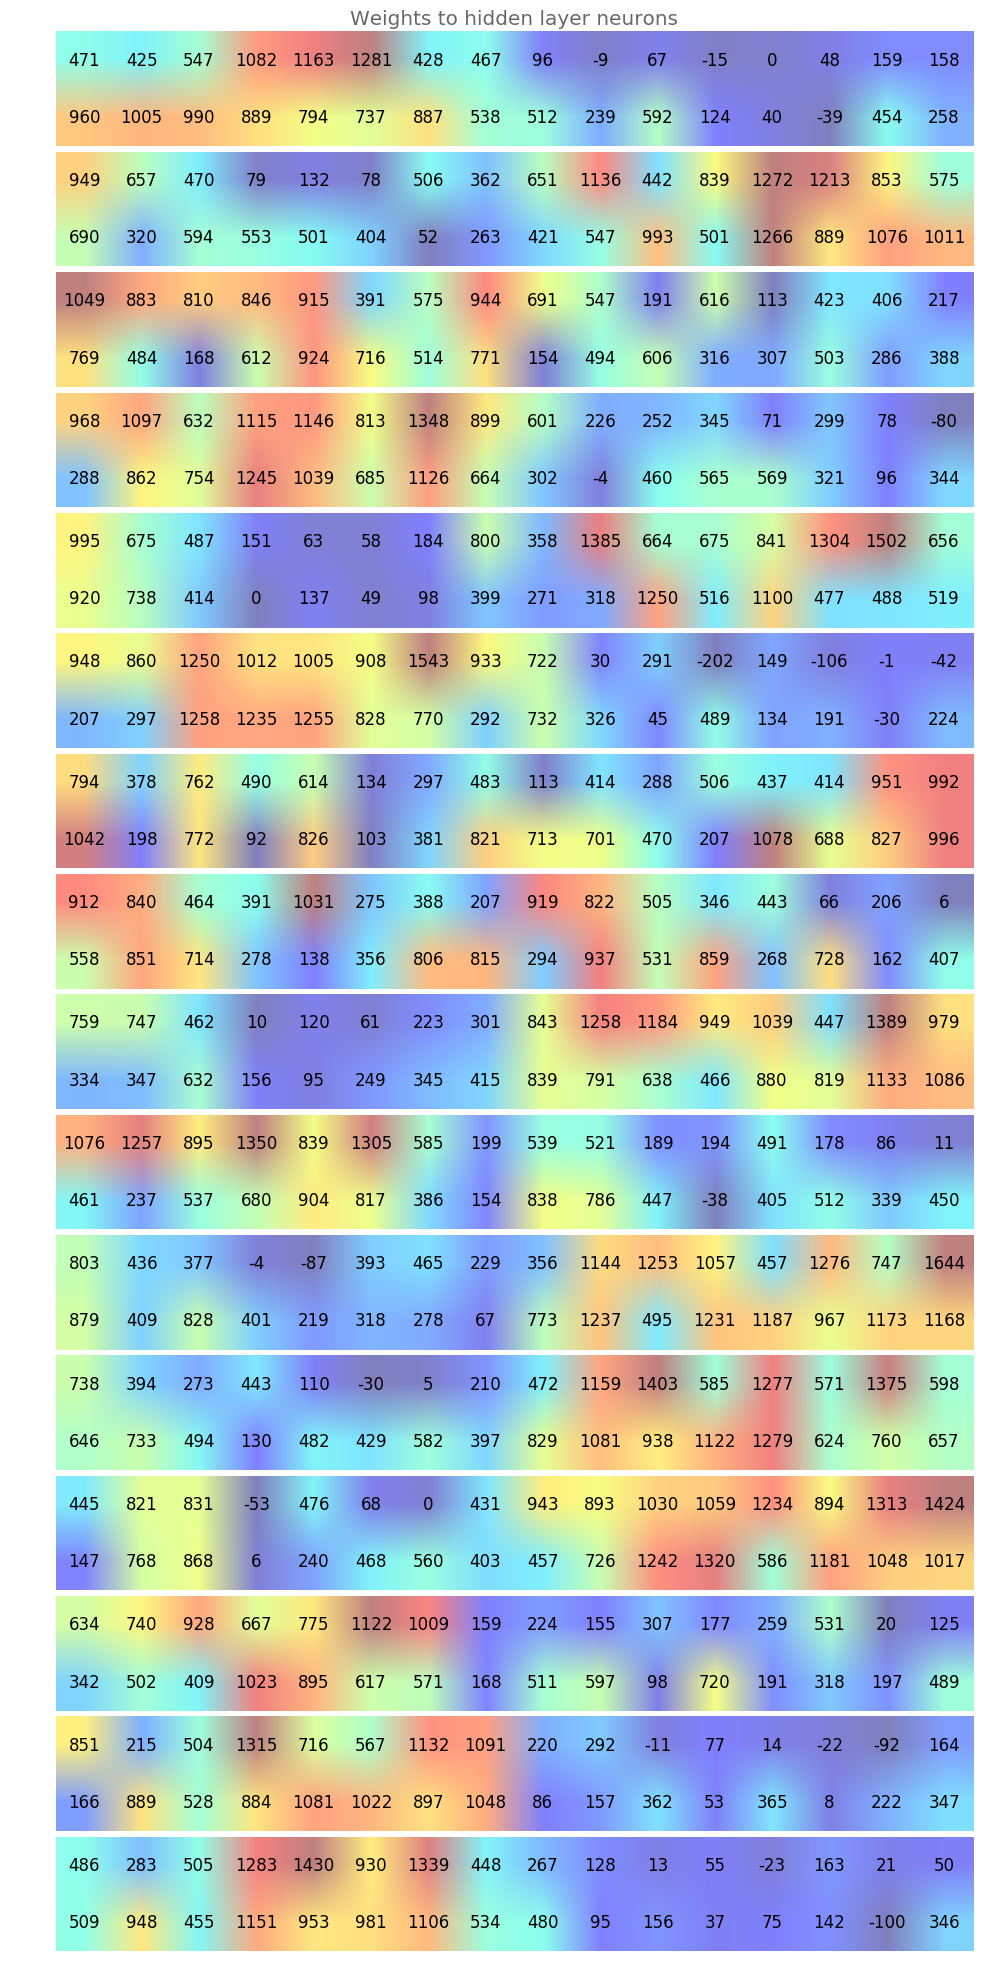 Weights to hidden layer neurons
471 425 547 1082 1163 1281 428 467 96 -9 67 -15 0 48 159 158
960 1005 990 889 794 737 887 538 512 239 592 124 40 -39 454 258
949 657 470 79 132 78 506 362 651 1136 442 839 1272 1213 853 575
690 320 594 553 501 404 52 263 421 547 993 501 1266 889 1076 1011
1049 883 810 846 915 391 575 944 691 547 191 616 113 423 406 217
769 484 168 612 924 716 514 771 154 494 606 316 307 503 286 388
968 1097 632 1115 1146 813 1348 899 601 226 252 345 71 299 78 -80
288 862 754 1245 1039 685 1126 664 302 -4 460 565 569 321 96 344
995 675 487 151 63 58 184 800 358 1385 664 675 841 1304 1502 656
920 738 414 0 137 49 98 399 271 318 1250 516 1100 477 488 519
948 860 1250 1012 1005 908 1543 933 722 30 291 -202 149 -106 -1 -42
207 297 1258 1235 1255 828 770 292 732 326 45 489 134 191 -30 224
794 378 762 490 614 134 297 483 113 414 288 506 437 414 951 992
1042 198 772 92 826 103 381 821 713 701 470 207 1078 688 827 996
912 840 464 391 1031 275 388 207 919 822 505 346 443 66 206 6
558 851 714 278 138 356 806 815 294 937 531 859 268 728 162 407
759 747 462 10 120 61 223 301 843 1258 1184 949 1039 447 1389 979
334 347 632 156 95 249 345 415 839 791 638 466 880 819 1133 1086
1076 1257 895 1350 839 1305 585 199 539 521 189 194 491 178 86 11
461 237 537 680 904 817 386 154 838 786 447 -38 405 512 339 450
803 436 377 -4 -87 393 465 229 356 1144 1253 1057 457 1276 747 1644
879 409 828 401 219 318 278 67 773 1237 495 1231 1187 967 1173 1168
738 394 273 443 110 -30 5 210 472 1159 1403 585 1277 571 1375 598
646 733 494 130 482 429 582 397 829 1081 938 1122 1279 624 760 657
445 821 831 -53 476 68 0 431 943 893 1030 1059 1234 894 1313 1424
147 768 868 6 240 468 560 403 457 726 1242 1320 586 1181 1048 1017
634 740 928 667 775 1122 1009 159 224 155 307 177 259 531 20 125
342 502 409 1023 895 617 571 168 511 597 98 720 191 318 197 489
851 215 504 1315 716 567 1132 1091 220 292 -11 77 14 -22 -92 164
166 889 528 884 1081 1022 897 1048 86 157 362 53 365 8 222 347
486 283 505 1283 1430 930 1339 448 267 128 13 55 -23 163 21 50
509 948 455 1151 953 981 1106 534 480 95 156 37 75 142 -100 346